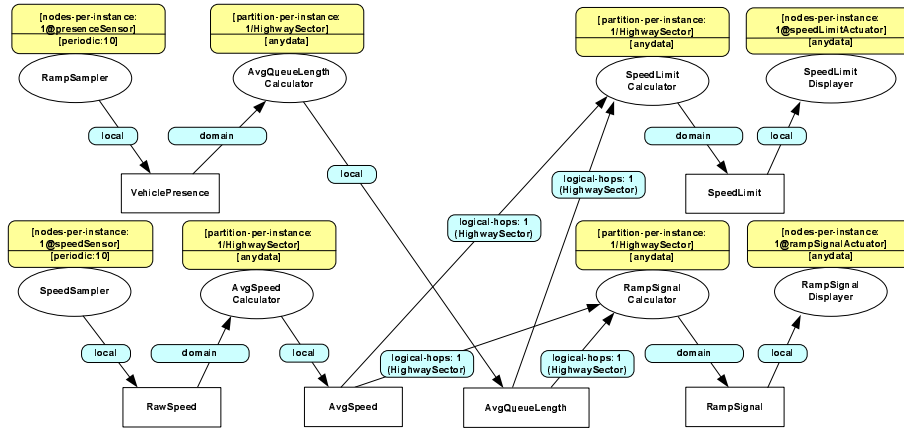 [nodes-per-instance:
1@presenceSensor]
[periodic:10]
RampSampler
[partition-per-instance:
1/HighwaySector]
[anydata]
AvgQueueLength
Calculator
[partition-per-instance:
1/HighwaySector]
[anydata]
SpeedLimit
Calculator
[nodes-per-instance:
1@speedLimitActuator]
[anydata]
SpeedLimit
Displayer
local
domain
domain
local
local
logical-hops: 1
(HighwaySector)
VehiclePresence
SpeedLimit
logical-hops: 1
(HighwaySector)
[nodes-per-instance:
1@speedSensor]
[periodic:10]
SpeedSampler
[partition-per-instance:
1/HighwaySector]
[anydata]
AvgSpeed
Calculator
[partition-per-instance:
1/HighwaySector]
[anydata]
RampSignal
Calculator
[nodes-per-instance:
1@rampSignalActuator]
[anydata]
RampSignal
Displayer
local
domain
local
logical-hops: 1
(HighwaySector)
logical-hops: 1
(HighwaySector)
domain
local
RawSpeed
AvgSpeed
AvgQueueLength
RampSignal